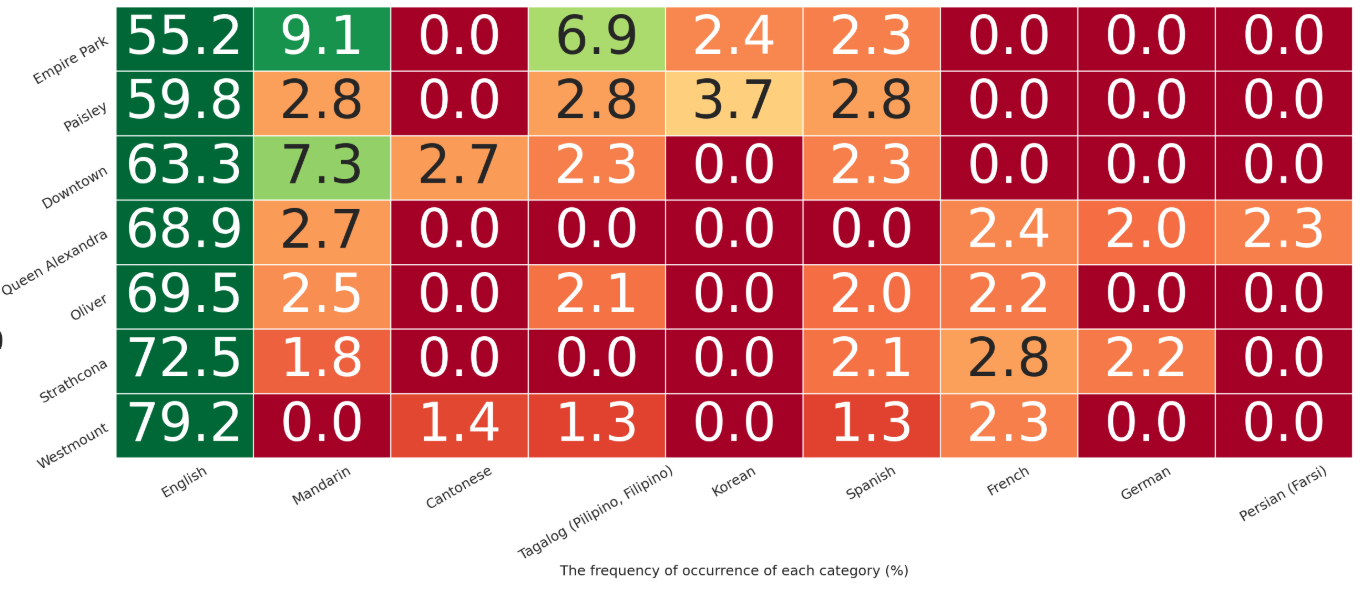 Empire Park 55.2 9.1 0.0 6.9 2.4 2.3 0.0 0.0 0.0
Paisley 59.8 2.8 0.0 2.8 3.7 2.8 0.0 0.0 0.0
Downtown 63.3 7.3 2.7 2.3 0.0 2.3 0.0 0.0 0.0
Queen Alexandra 68.9 2.7 0.0 0.0 0.0 0.0 2.4 2.0 2.3
Oliver 69.5 2.5 0.0 2.1 0.0 2.0 2.2 0.0 0.0
Strathcona 72.5 1.8 0.0 0.0 0.0 2.1 2.8 2.2 0.0
Westmount 79.2 0.0 1.4 1.3 0.0 1.3 2.3 0.0 0.0
English Mandarin Cantonese Tagalog (Pilipino, Filipino) Korean Spanish French German Persian (Farsi)
The frequency of occurrence of each category (%)